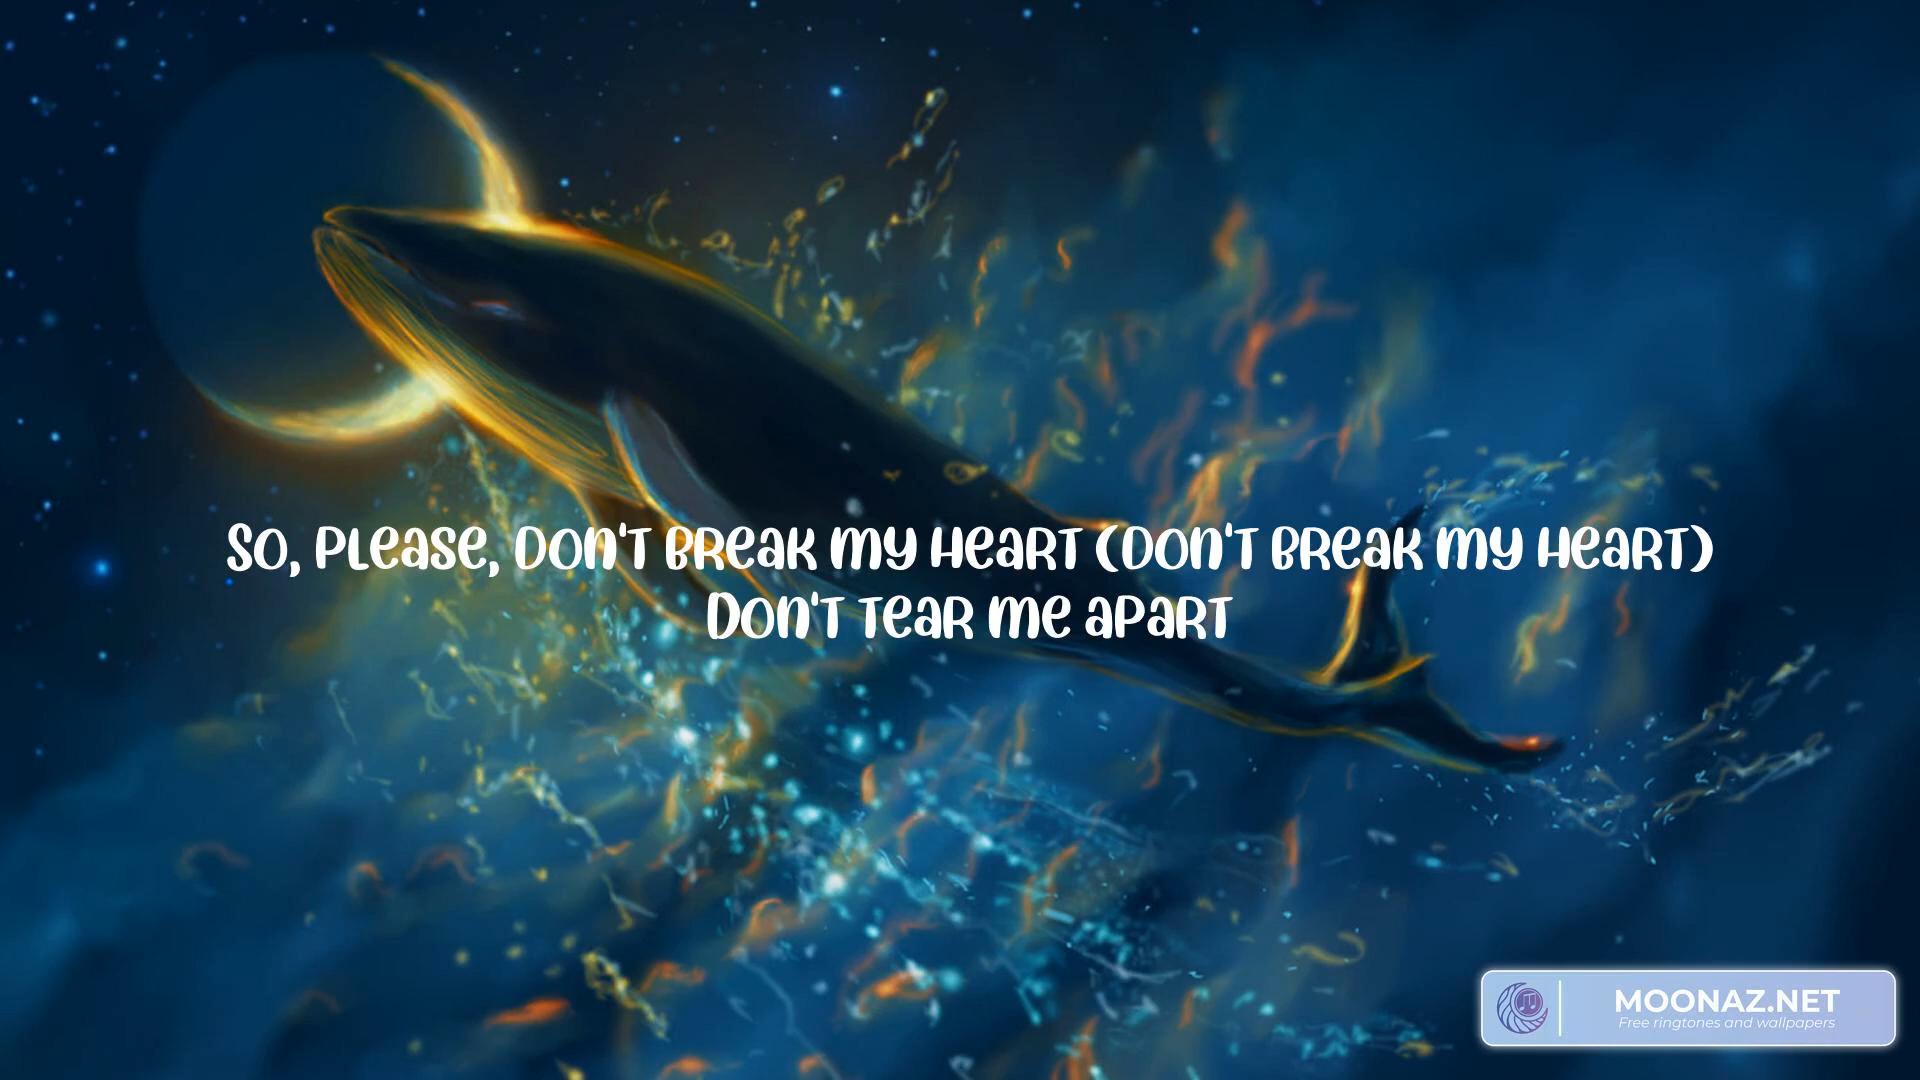 So, please, don't break my heart (Don't break my heart)
Don't tear me apart
MOONAZ.NET
Free ringtones and wallpapers